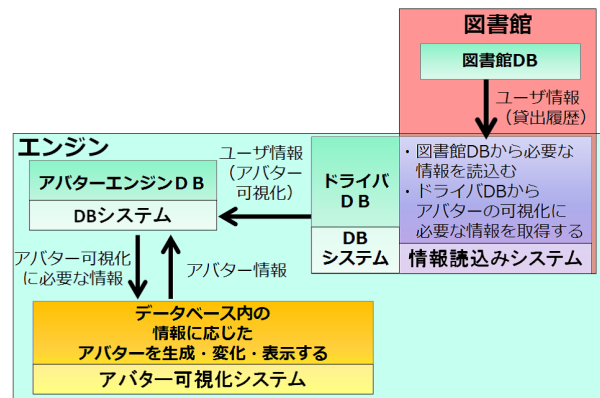 図書館
図書館DB
ユーザ情報
（貸出履歴）
エンジン
アバターエンジンＤＢ
DBシステム
ユーザ情報
（アバター
可視化）
ドライバ
ＤＢ
DB
システム
・図書館DBから必要な
情報を読込む
・ドライバDBから
アバターの可視化に
必要な情報を取得する
情報読込みシステム
アバター可視化
に必要な情報
アバター情報
データベース内の
情報に応じた
アバターを生成・変化・表示する
アバター可視化システム